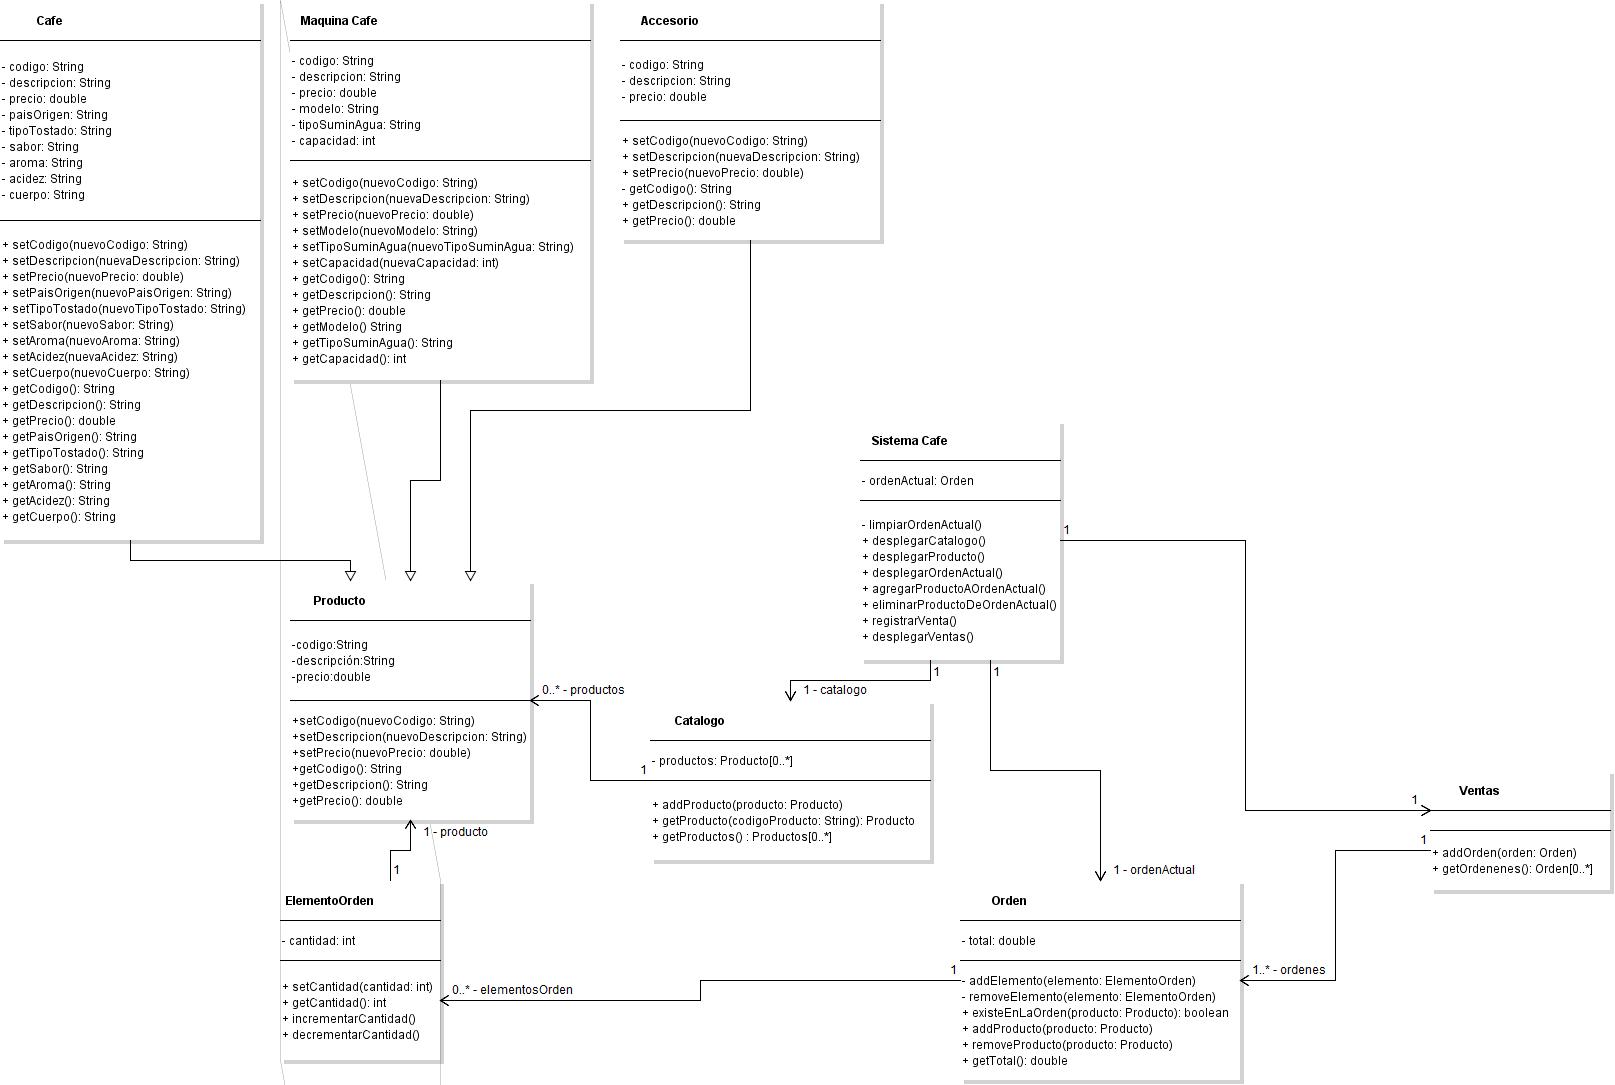 Cafe
- codigo: String
- descripcion: String
- precio: double
- paisOrigen: String
- tipoTostado: String
- sabor: String
- aroma: String
- acidez: String
- cuerpo: String
+ setCodigo(nuevoCodigo: String)
+ setDescripcion(nuevaDescripcion: String)
+ setPrecio(nuevoPrecio: double)
+ setPaisOrigen(nuevoPaisOrigen: String)
+ setTipoTostado(nuevoTipoTostado: String)
+ setSabor(nuevoSabor: String)
+ setAroma(nuevoAroma: String)
+ setAcidez(nuevaAcidez: String)
+ setCuerpo(nuevoCuerpo: String)
+ getCodigo(): String
+ getDescripcion(): String
+ getPrecio(): double
+ getPaisOrigen(): String
+ getTipoTostado(): String
+ getSabor(): String
+ getAroma(): String
+ getAcidez(): String
+ getCuerpo(): String
Maquina Cafe
- codigo: String
- descripcion: String
- precio: double
- modelo: String
- tipoSuminAgua: String
- capacidad: int
+ setCodigo(nuevoCodigo: String)
+ setDescripcion(nuevaDescripcion: String)
+ setPrecio(nuevoPrecio: double)
+ setModelo(nuevoModelo: String)
+ setTipoSuminAgua(nuevoTipoSuminAgua: String)
+ setCapacidad(nuevaCapacidad: int)
+ getCodigo(): String
+ getDescripcion(): String
+ getPrecio(): double
+ getModelo() String
+ getTipoSuminAgua(): String
+ getCapacidad(): int
Accesorio
- codigo: String
- descripcion: String
- precio: double
+ setCodigo(nuevoCodigo: String)
+ setDescripcion(nuevaDescripcion: String)
+ setPrecio(nuevoPrecio: double)
- getCodigo(): String
+ getDescripcion(): String
+ getPrecio(): double
Sistema Cafe
- ordenActual: Orden
- limpiarOrdenActual()
+ desplegarCatalogo()
+ desplegarProducto()
+ desplegarOrdenActual()
+ agregarProductoAOrdenActual()
+ eliminarProductoDeOrdenActual()
+ registrarVenta()
+ desplegarVentas()
1
1
1
Producto
-codigo:String
-descripción:String
-precio:double
+setCodigo(nuevoCodigo: String)
+setDescripcion(nuevoDescripcion: String)
+setPrecio(nuevoPrecio: double)
+getCodigo(): String
+getDescripcion(): String
+getPrecio(): double
0..* - productos
1 - catalogo
Catalogo
- productos: Producto[0..*]
1
+ addProducto(producto: Producto)
+ getProducto(codigoProducto: String): Producto
+ getProductos() : Productos[0..*]
1 - producto
1
Ventas
1
1
+ addOrden(orden: Orden)
+ getOrdenenes(): Orden[0..*]
1 - ordenActual
ElementoOrden
- cantidad: int
+ setCantidad(cantidad: int)
+ getCantidad(): int
+ incrementarCantidad()
+ decrementarCantidad()
0..* - elementosOrden
1
Orden
- total: double
- addElemento(elemento: ElementoOrden)
- removeElemento(elemento: ElementoOrden)
+ existeEnLaOrden(producto: Producto): boolean
+ addProducto(producto: Producto)
+ removeProducto(producto: Producto)
+ getTotal(): double
1..* - ordenes